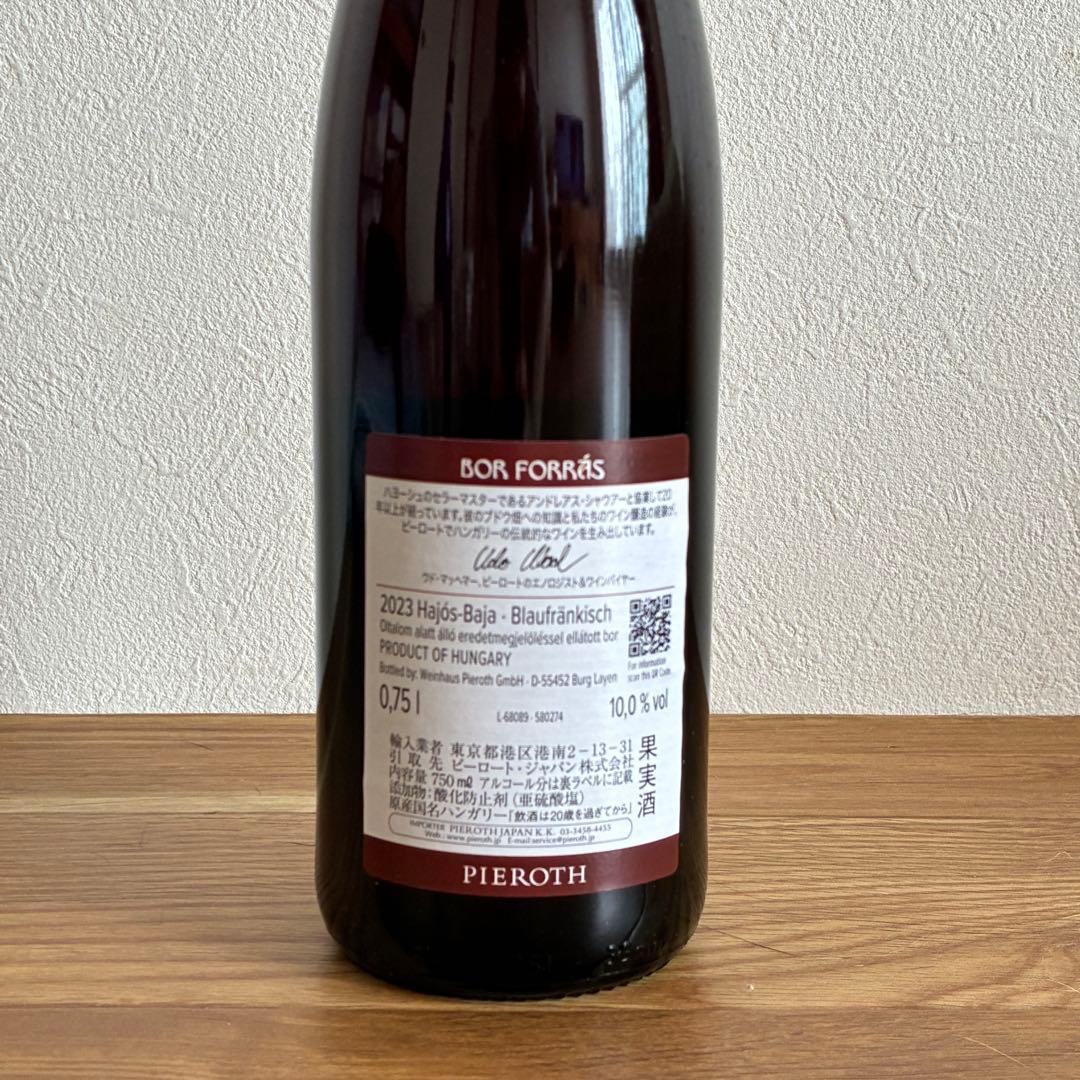 BOR FORRáS
ハヨーシュのセラーマスターであるアンドレアス・シャウアーと協業して20
年以上が経っています。彼のブドウ畑への知識と私たちのワイン醸造の経験が、
ピーロートでハンガリーの伝統的なワインを生み出しています。
ウド・マッヘマー、ピーロートのエノロジスト&ワインバイヤー
2023 Hajós-Baja · Blaufränkisch
Oltalom alatt álló eredetmegjelöléssel ellátott bor
PRODUCT OF HUNGARY
Bottled by: Weinhaus Pieroth GmbH · D-55452 Burg Layen
For information
scan this QR Code
0,75 l
L-68089 · 580274
10,0 % vol
輸入業者 東京都港区港南2-13-31
引取先 ピーロート・ジャパン株式会社
内容量 750㎖ アルコール分は裏ラベルに記載
添加物:酸化防止剤(亜硫酸塩)
原産国名ハンガリー「飲酒は20歳を過ぎてから」
果実酒
IMPORTER PIEROTH JAPAN K.K. 03-3458-4455
Web : www.pieroth.jp E-mail:service@pieroth.jp
PIEROTH